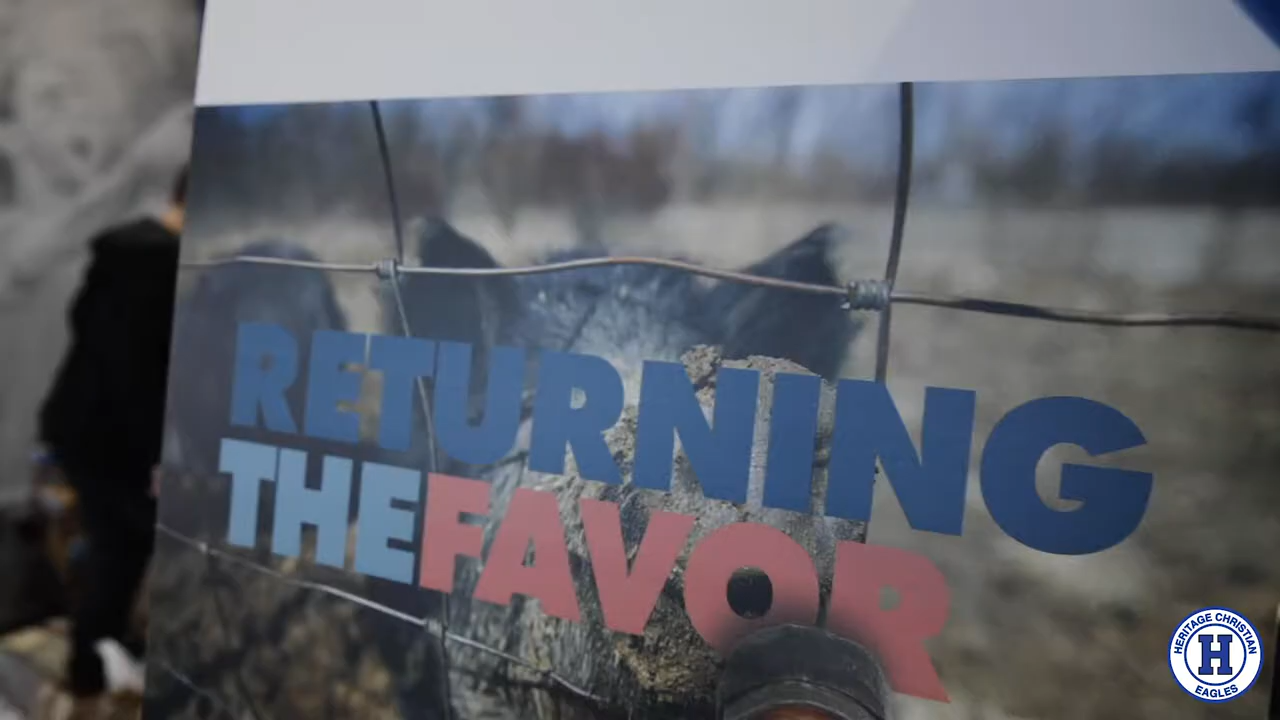 RETURNING
THE FAVOR
HERITAGE CHRISTIAN
H
EAGLES